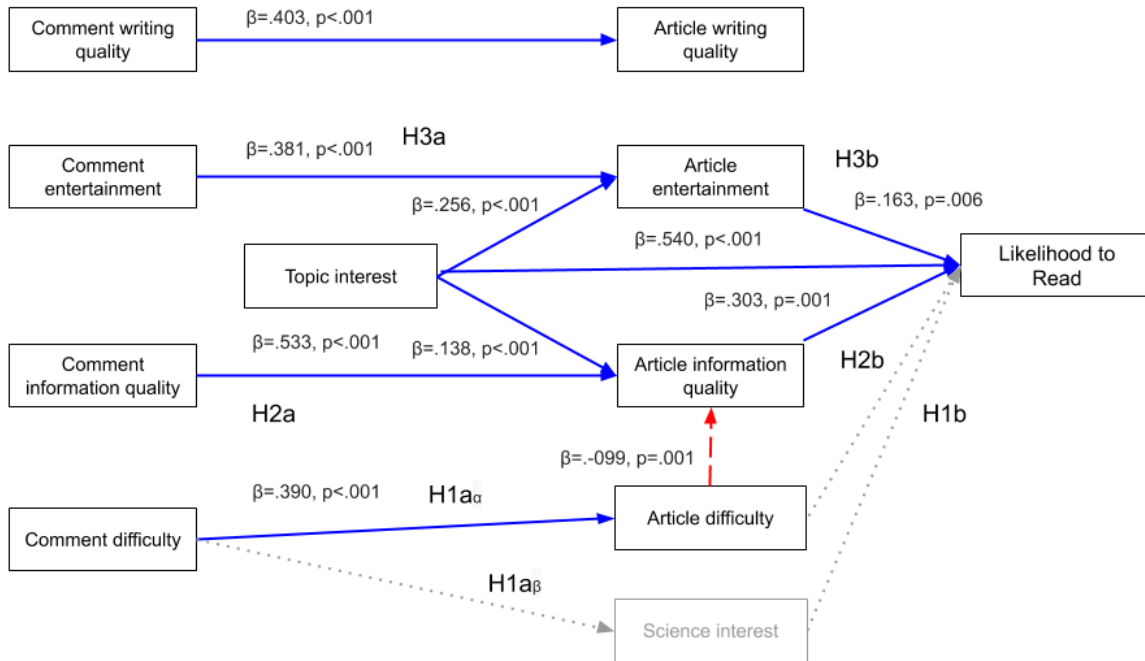 Comment writing
quality
β=.403, p<.001
Article writing
quality
Comment
entertainment
β=.381, p<.001
H3a
Article
entertainment
H3b
β=.163, p=.006
β=.256, p<.001
β=.540, p<.001
Topic interest
Likelihood to
Read
β=.303, p=.001
Comment
information quality
β=.533, p<.001
β=.138, p<.001
Article information
quality
H2a
H2b
H1b
β=.-099, p=.001
Comment difficulty
β=.390, p<.001
H1aα
Article difficulty
H1aβ
Science interest